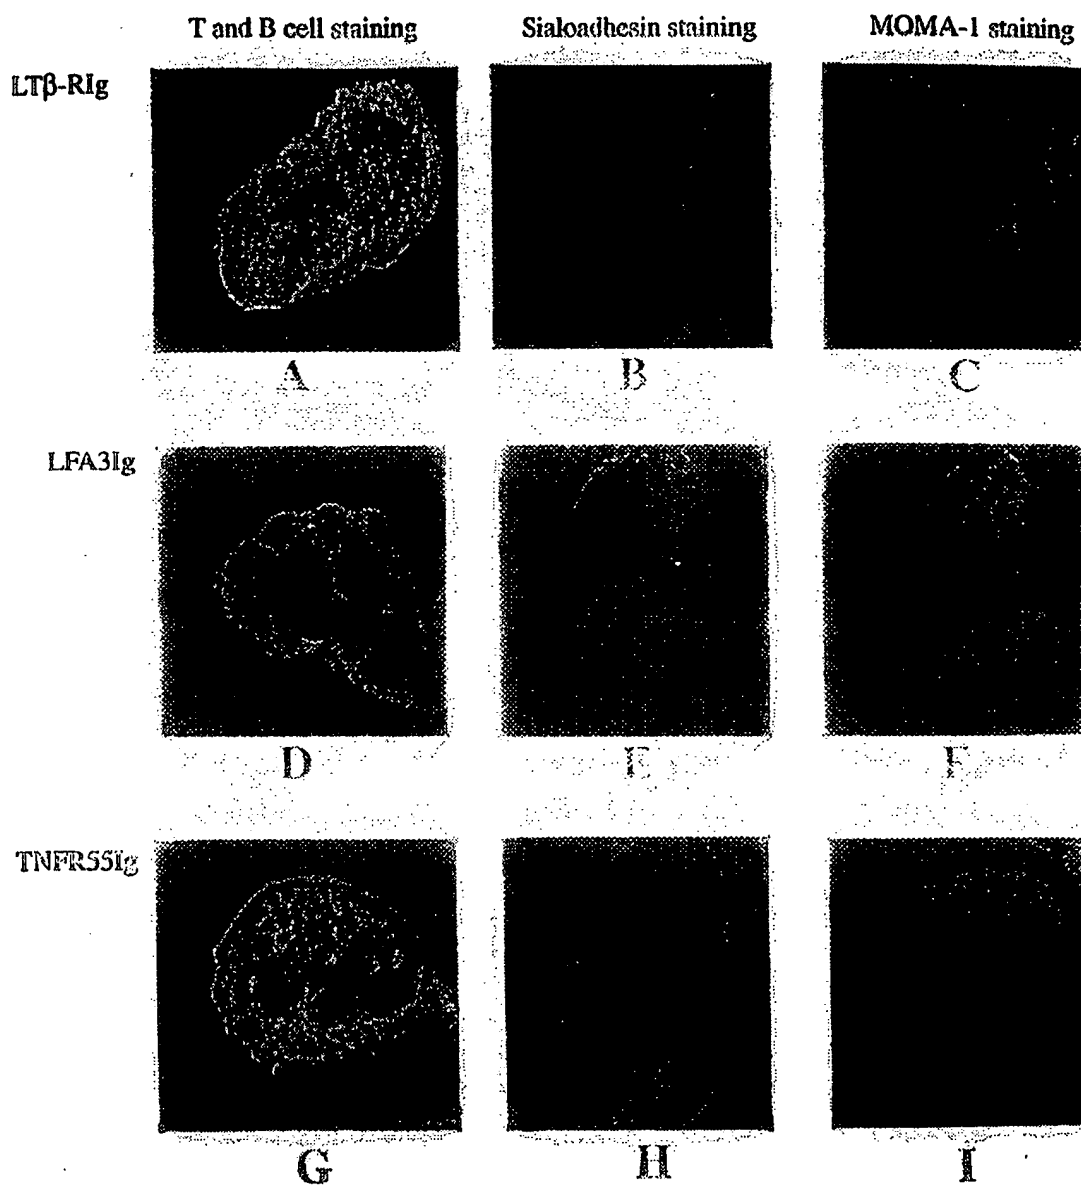 T and B cell staining Sialoadhesin staining MOMA-1 staining
LTβ-RIg
A B C
LFA3Ig
D E F
TNFR55Ig
G H I